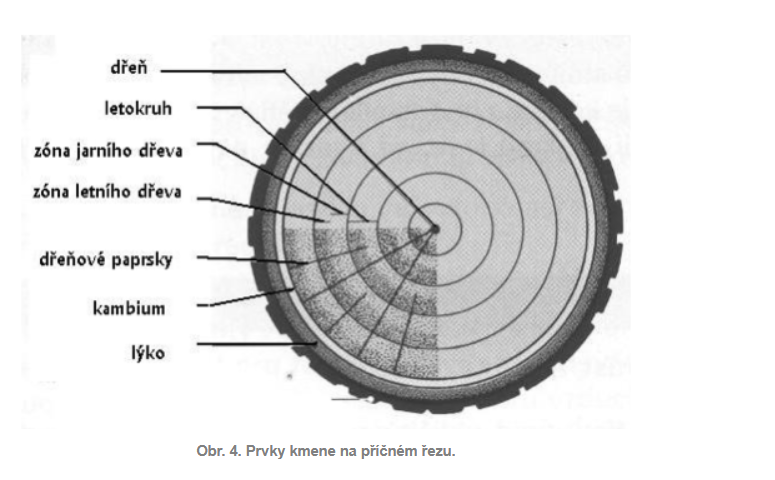 dřeň
letokruh
zóna jarního dřeva
zóna letního dřeva
dřeňové paprsky
kambium
lýko
Obr. 4. Prvky kmene na příčném řezu.